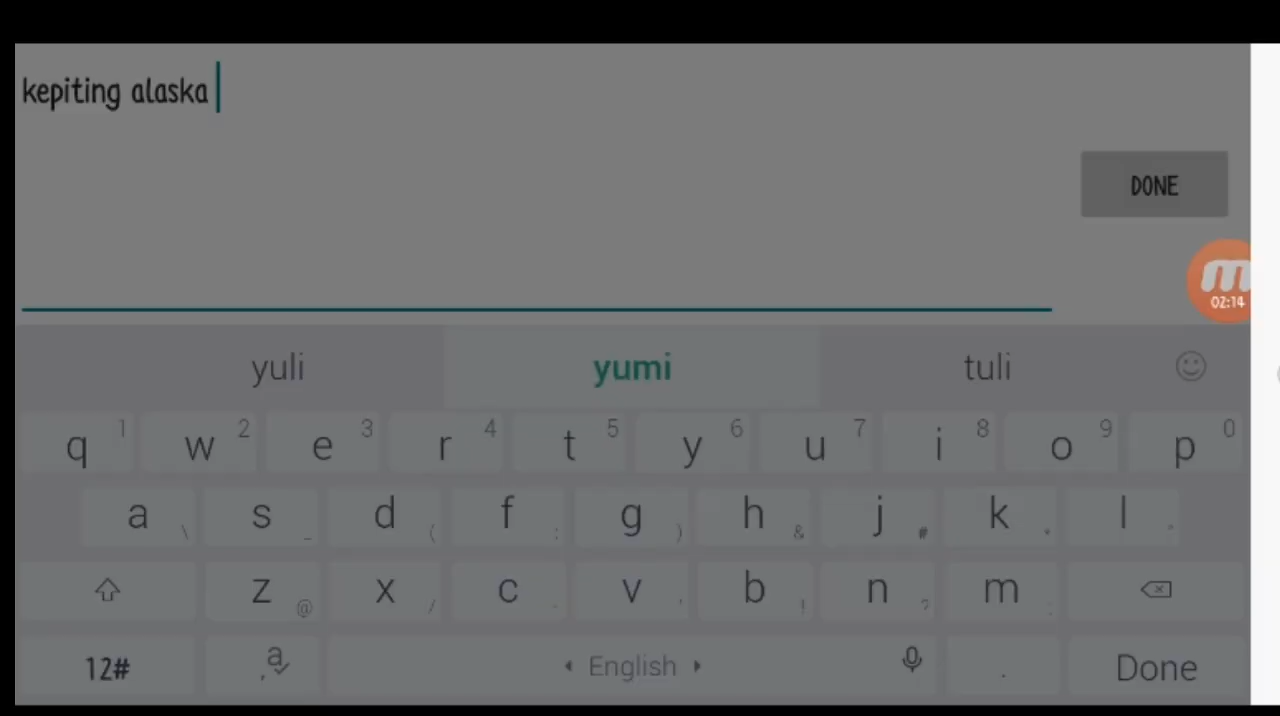 kepiting alaska
DONE
m
02:14
yuli yumi tuli
q 1 w 2 e 3 r 4 t 5 y 6 u 7 i 8 o 9 p 0
a \ s _ d ( f : g ) h & j # k * l
z @ x / c v b ! n ? m
12# , a English . Done